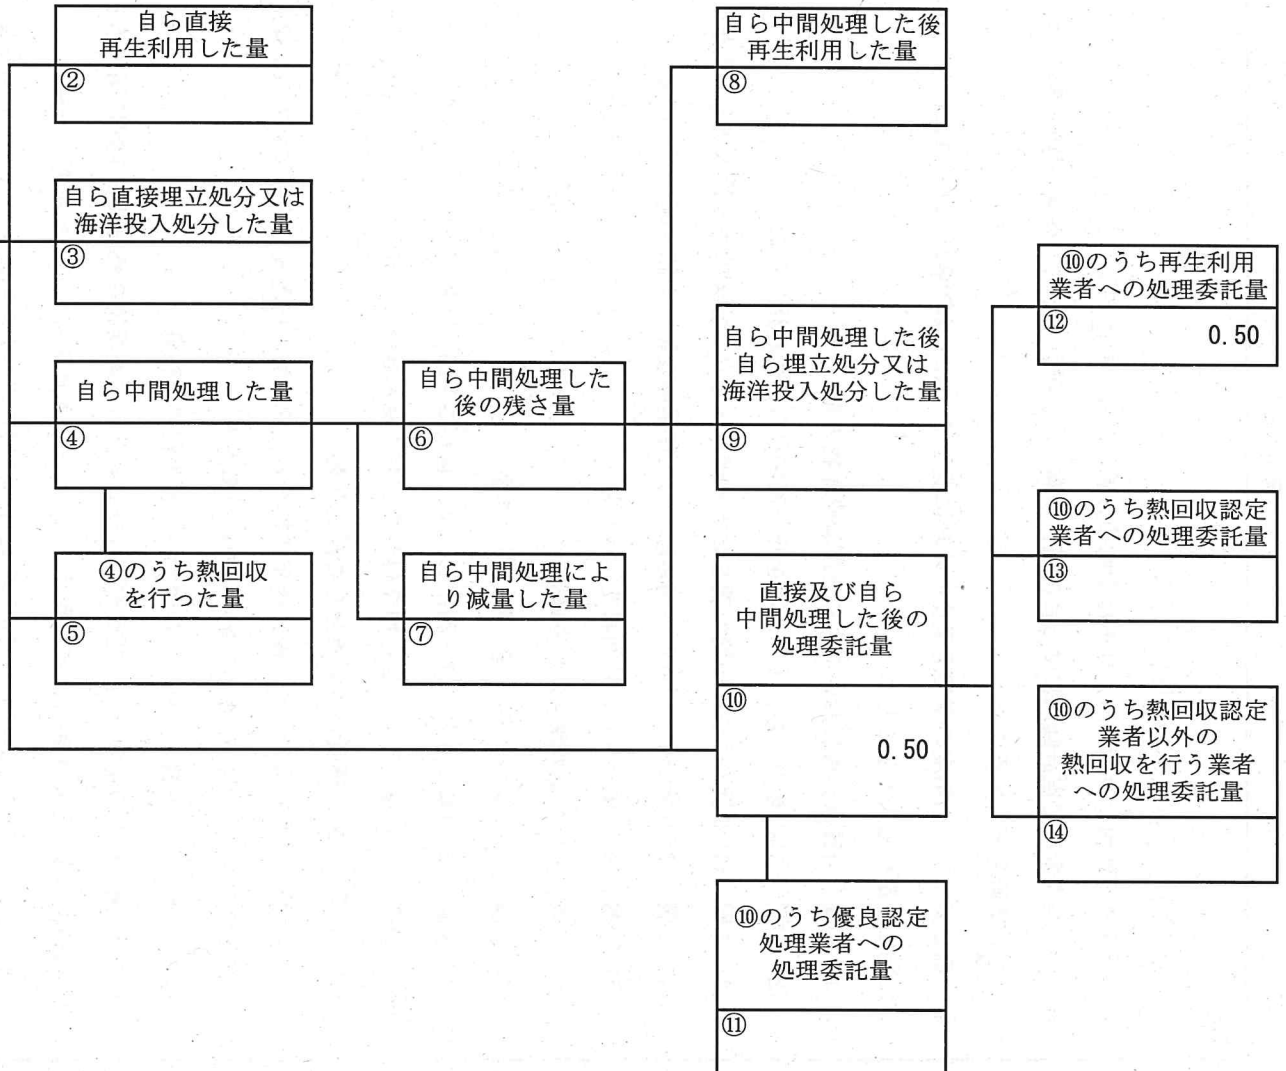 自ら直接
再生利用した量
②
自ら直接埋立処分又は
海洋投入処分した量
③
自ら中間処理した量
④
④のうち熱回収
を行った量
⑤
自ら中間処理した
後の残さ量
⑥
自ら中間処理によ
り減量した量
⑦
自ら中間処理した後
再生利用した量
⑧
自ら中間処理した後
自ら埋立処分又は
海洋投入処分した量
⑨
直接及び自ら
中間処理した後の
処理委託量
⑩
0.50
⑩のうち優良認定
処理業者への
処理委託量
⑪
⑩のうち再生利用
業者への処理委託量
⑫
0.50
⑩のうち熱回収認定
業者への処理委託量
⑬
⑩のうち熱回収認定
業者以外の
熱回収を行う業者
への処理委託量
⑭